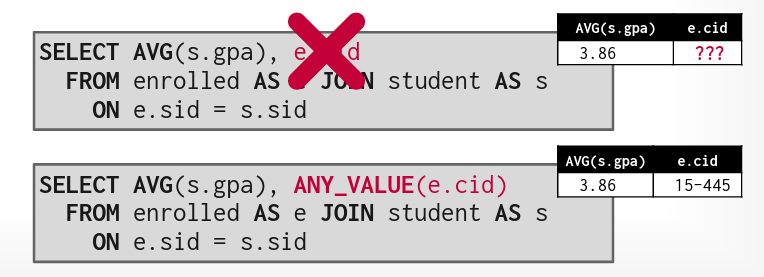 SELECT AVG(s.gpa), e.cid
FROM enrolled AS e JOIN student AS s
ON e.sid = s.sid
AVG(s.gpa) e.cid
3.86 ???
SELECT AVG(s.gpa), ANY_VALUE(e.cid)
FROM enrolled AS e JOIN student AS s
ON e.sid = s.sid
AVG(s.gpa) e.cid
3.86 15-445